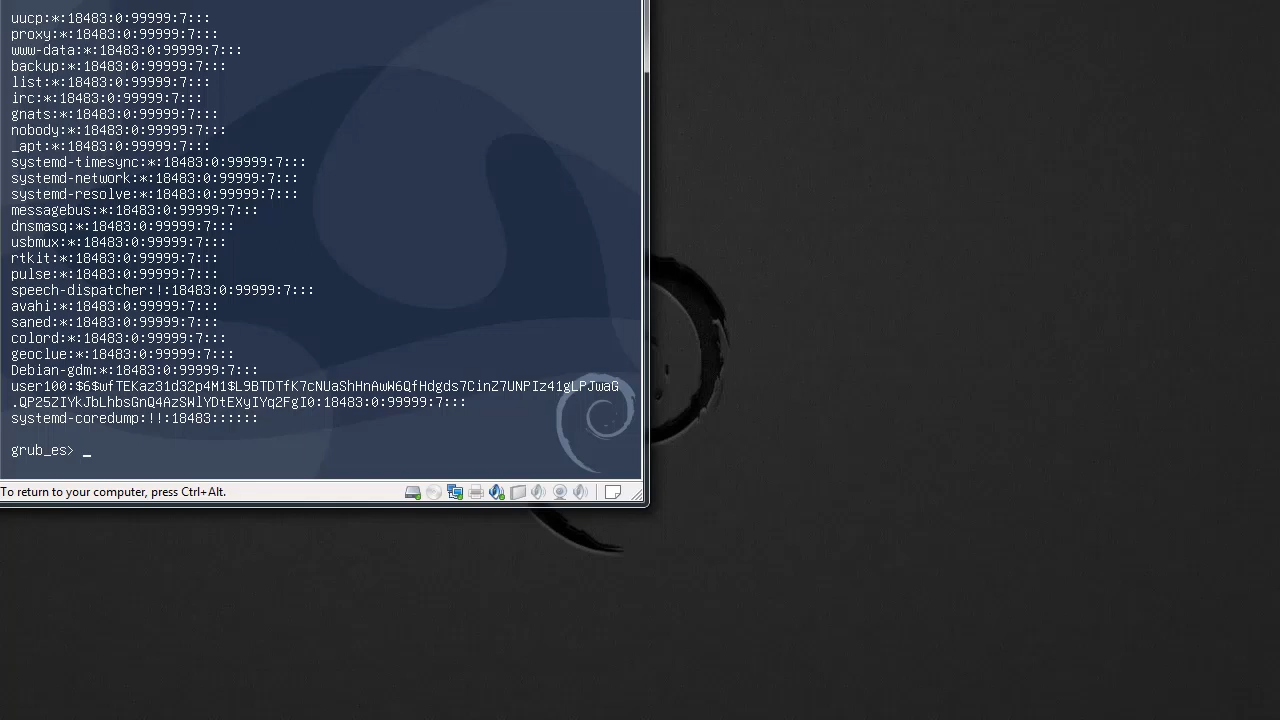 uucp:*:18483:0:99999:7:::
proxy:*:18483:0:99999:7:::
www-data:*:18483:0:99999:7:::
backup:*:18483:0:99999:7:::
list:*:18483:0:99999:7:::
irc:*:18483:0:99999:7:::
gnats:*:18483:0:99999:7:::
nobody:*:18483:0:99999:7:::
_apt:*:18483:0:99999:7:::
systemd-timesync:*:18483:0:99999:7:::
systemd-network:*:18483:0:99999:7:::
systemd-resolve:*:18483:0:99999:7:::
messagebus:*:18483:0:99999:7:::
dnsmasq:*:18483:0:99999:7:::
usbmux:*:18483:0:99999:7:::
rtkit:*:18483:0:99999:7:::
pulse:*:18483:0:99999:7:::
speech-dispatcher:!:18483:0:99999:7:::
avahi:*:18483:0:99999:7:::
saned:*:18483:0:99999:7:::
colord:*:18483:0:99999:7:::
geoclue:*:18483:0:99999:7:::
Debian-gdm:*:18483:0:99999:7:::
user100:$6$wfTEKaz31d32p4M1$L9BTDTfK7cNUaShHnAwW6QfHdgds7CinZ7UNPIz41gLPJwaG
.QP25ZIYkJbLhbsGnQ4AzSWlYDtEXyIYq2FgI0:18483:0:99999:7:::
systemd-coredump:!!:18483::::::
grub_es> _
To return to your computer, press Ctrl+Alt.